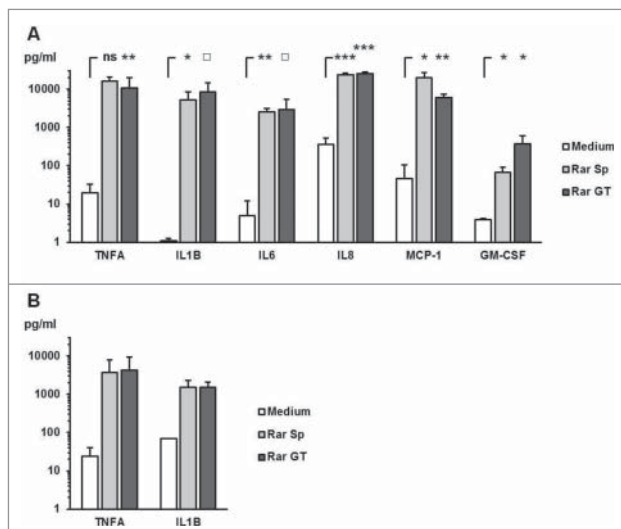 A
pg/ml
ns ** * □ ** □ *** *** * ** * *
10000
1000
100
10
1
Medium
Rar Sp
Rar GT
TNFA IL1B IL6 IL8 MCP-1 GM-CSF
B
pg/ml
10000
1000
100
10
1
Medium
Rar Sp
Rar GT
TNFA IL1B